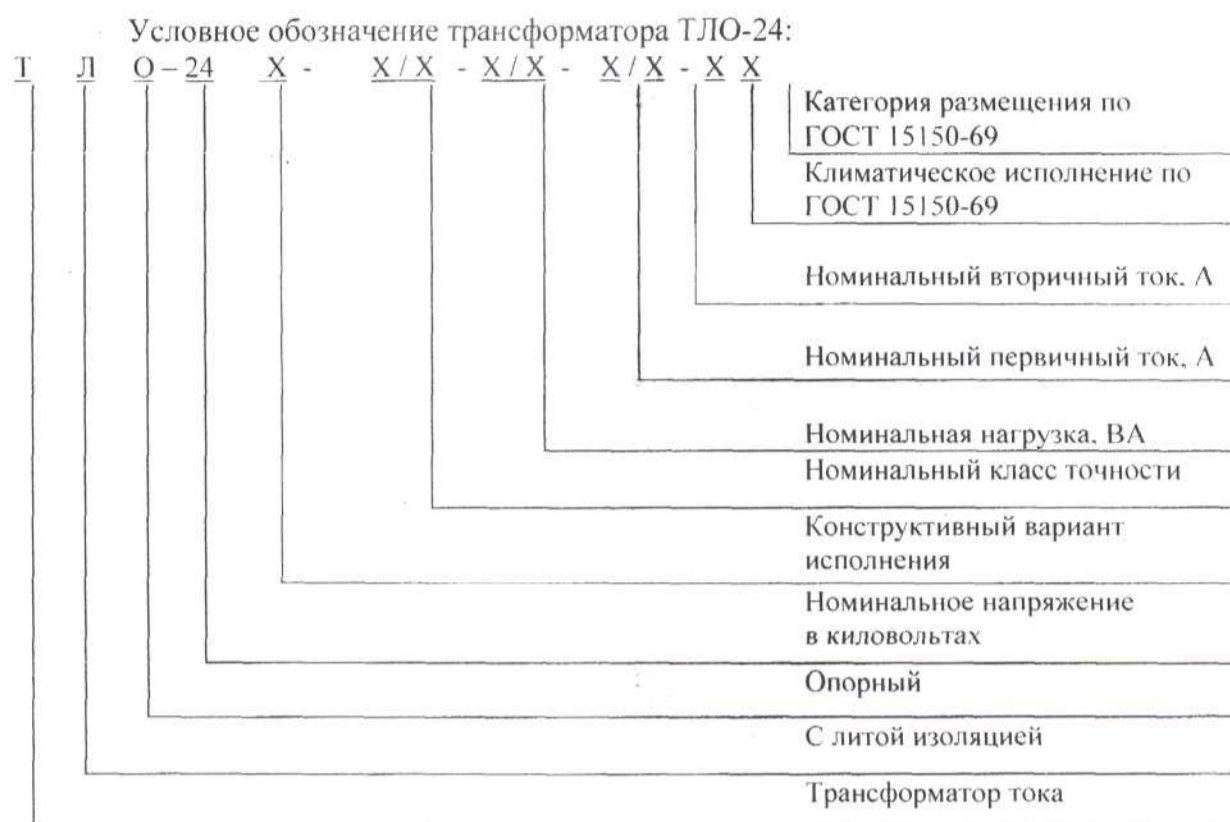 Условное обозначение трансформатора ТЛО-24:
Т Л О – 24 Х - Х / Х - Х / Х - Х / Х - Х Х
Категория размещения по
ГОСТ 15150-69
Климатическое исполнение по
ГОСТ 15150-69
Номинальный вторичный ток. А
Номинальный первичный ток, А
Номинальная нагрузка, ВА
Номинальный класс точности
Конструктивный вариант
исполнения
Номинальное напряжение
в киловольтах
Опорный
С литой изоляцией
Трансформатор тока